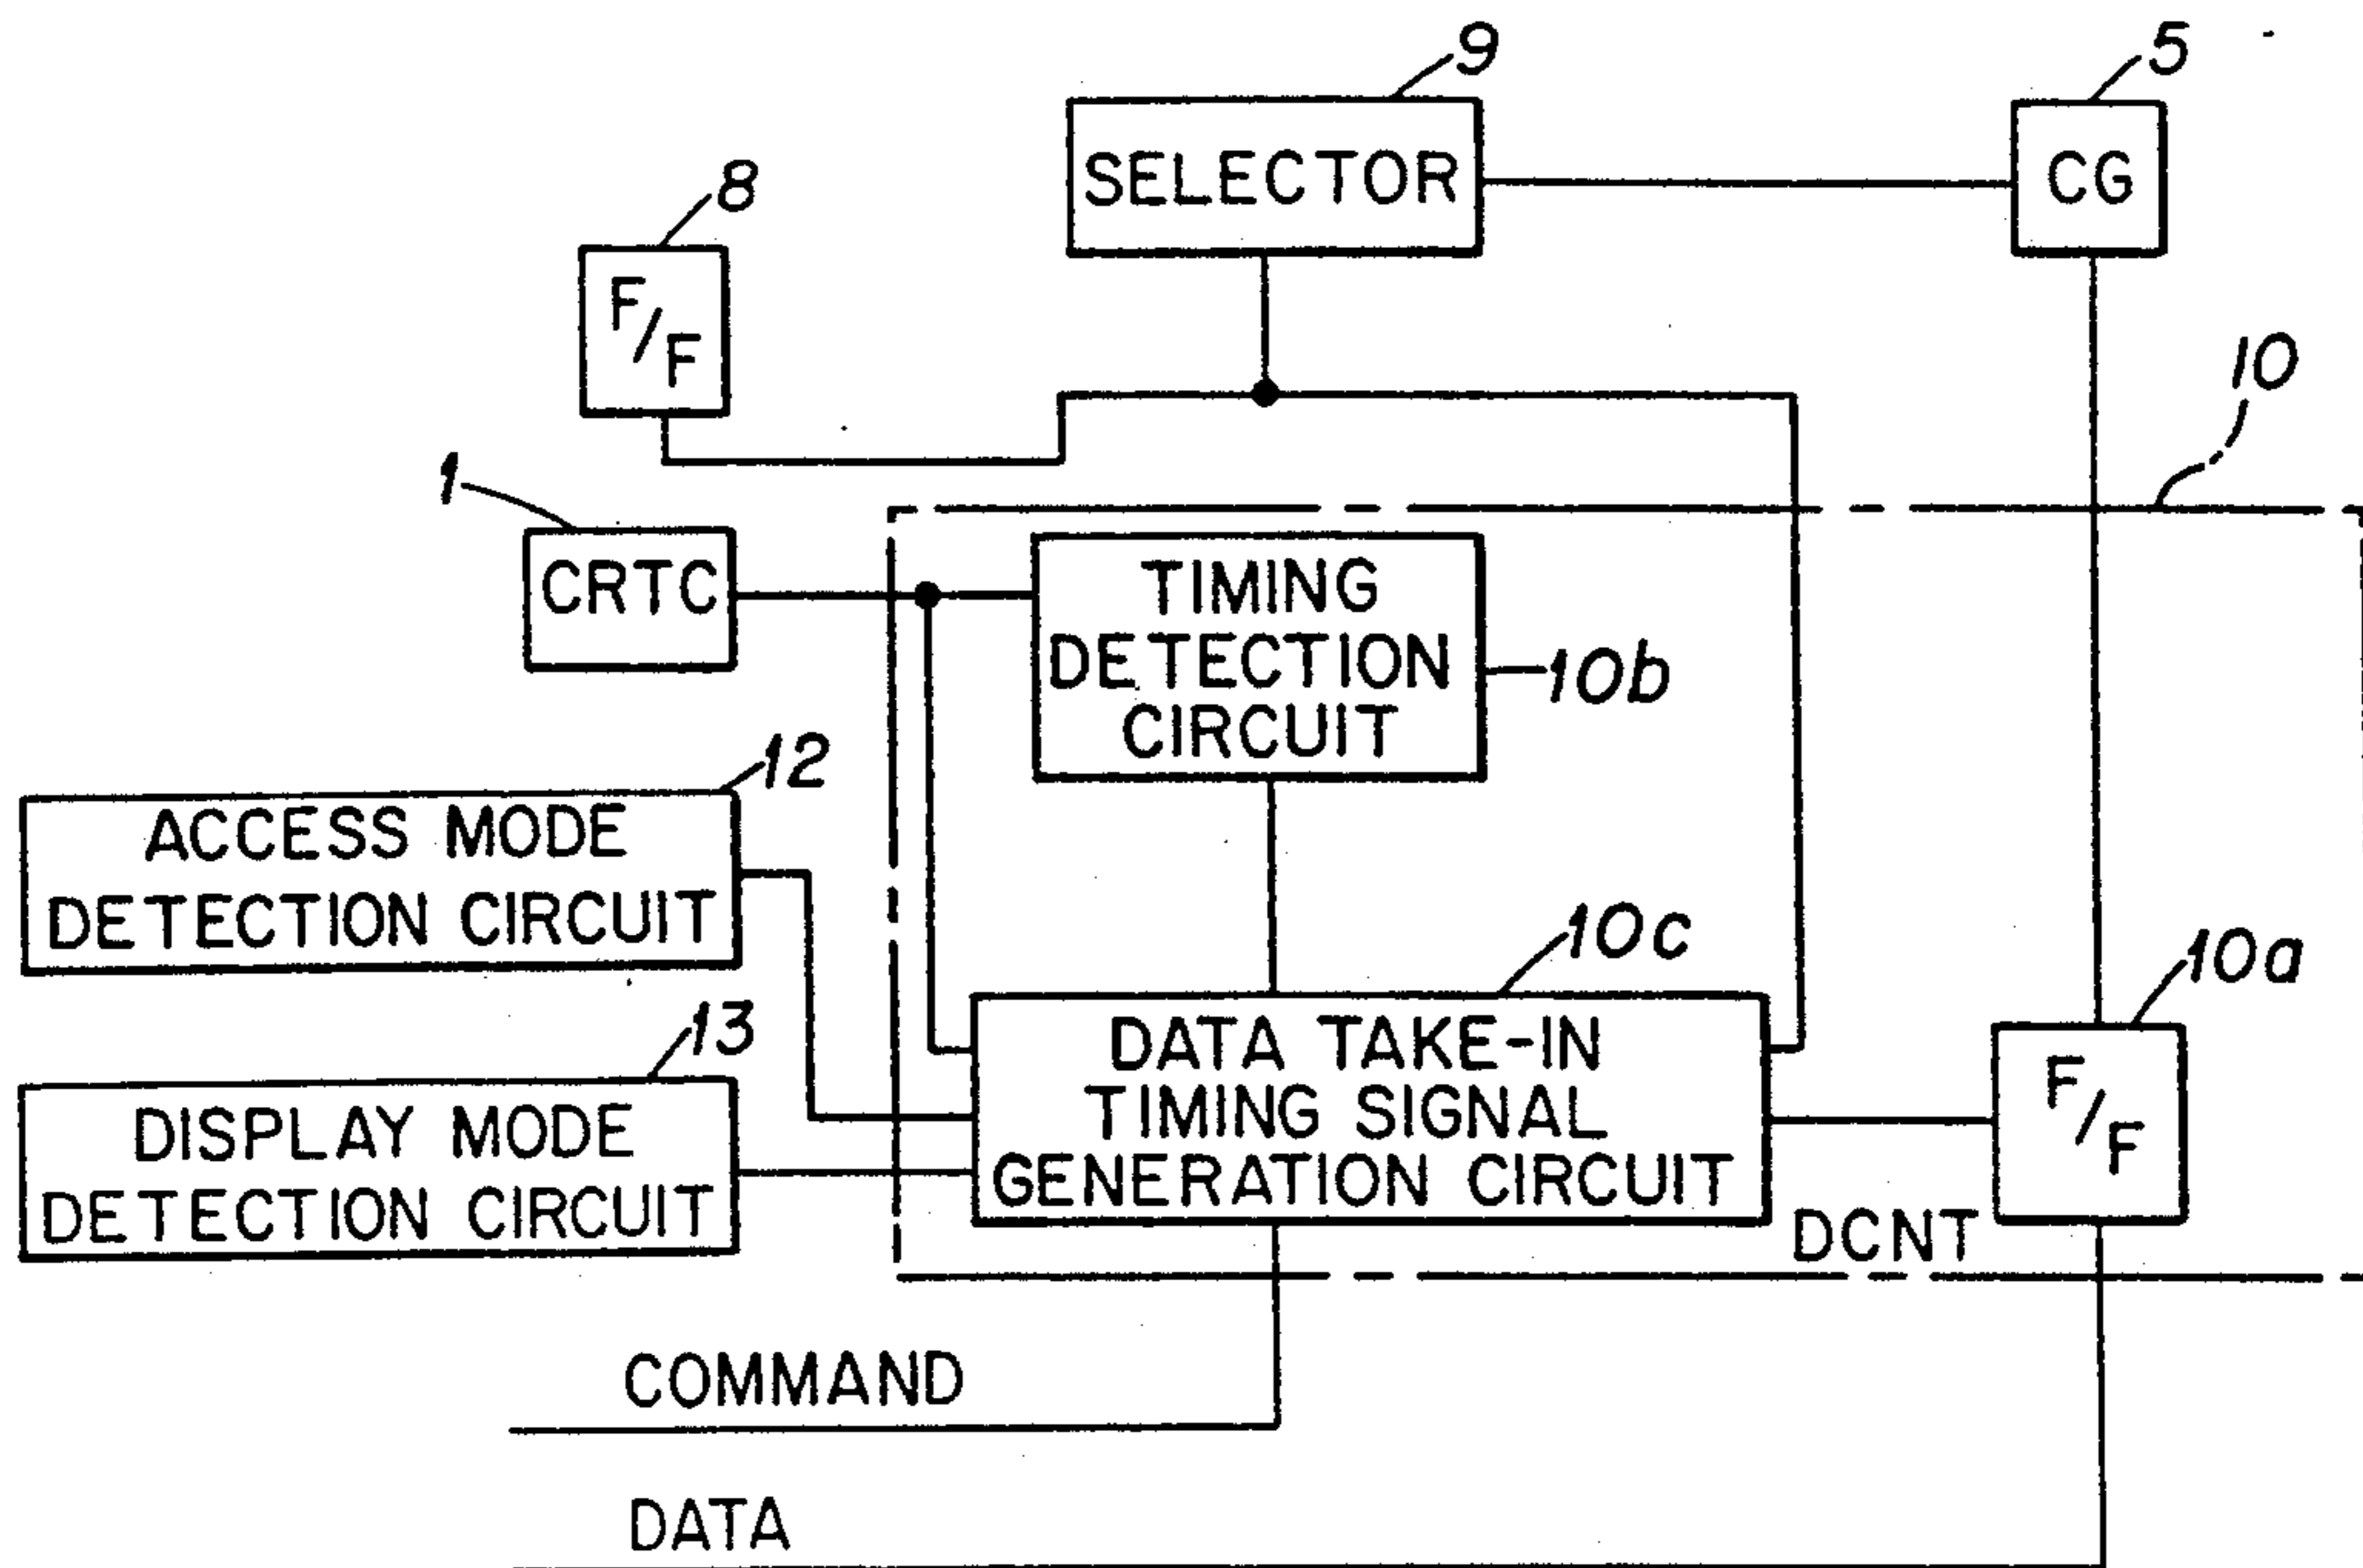 9
5
SELECTOR
CG
8
F/F
10
1
CRTC
TIMING
DETECTION
CIRCUIT
10b
12
ACCESS MODE
DETECTION CIRCUIT
10c
10a
13
DATA TAKE-IN
TIMING SIGNAL
GENERATION CIRCUIT
F/F
DISPLAY MODE
DETECTION CIRCUIT
DCNT
COMMAND
DATA